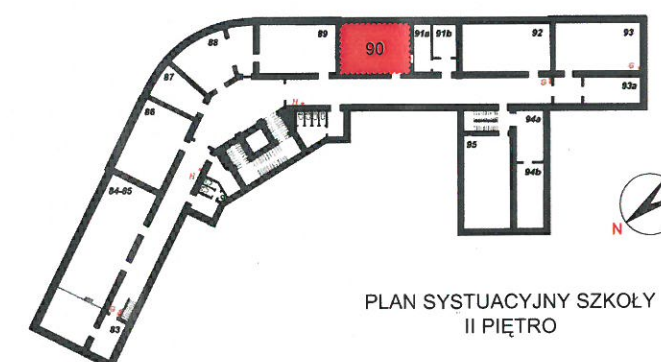 88
89
90
91a
91b
92
93
87
G
86
N
G
93a
94a
N
95
84-85
94b
N
G
83
PLAN SYSTUACYJNY SZKOŁY
II PIĘTRO